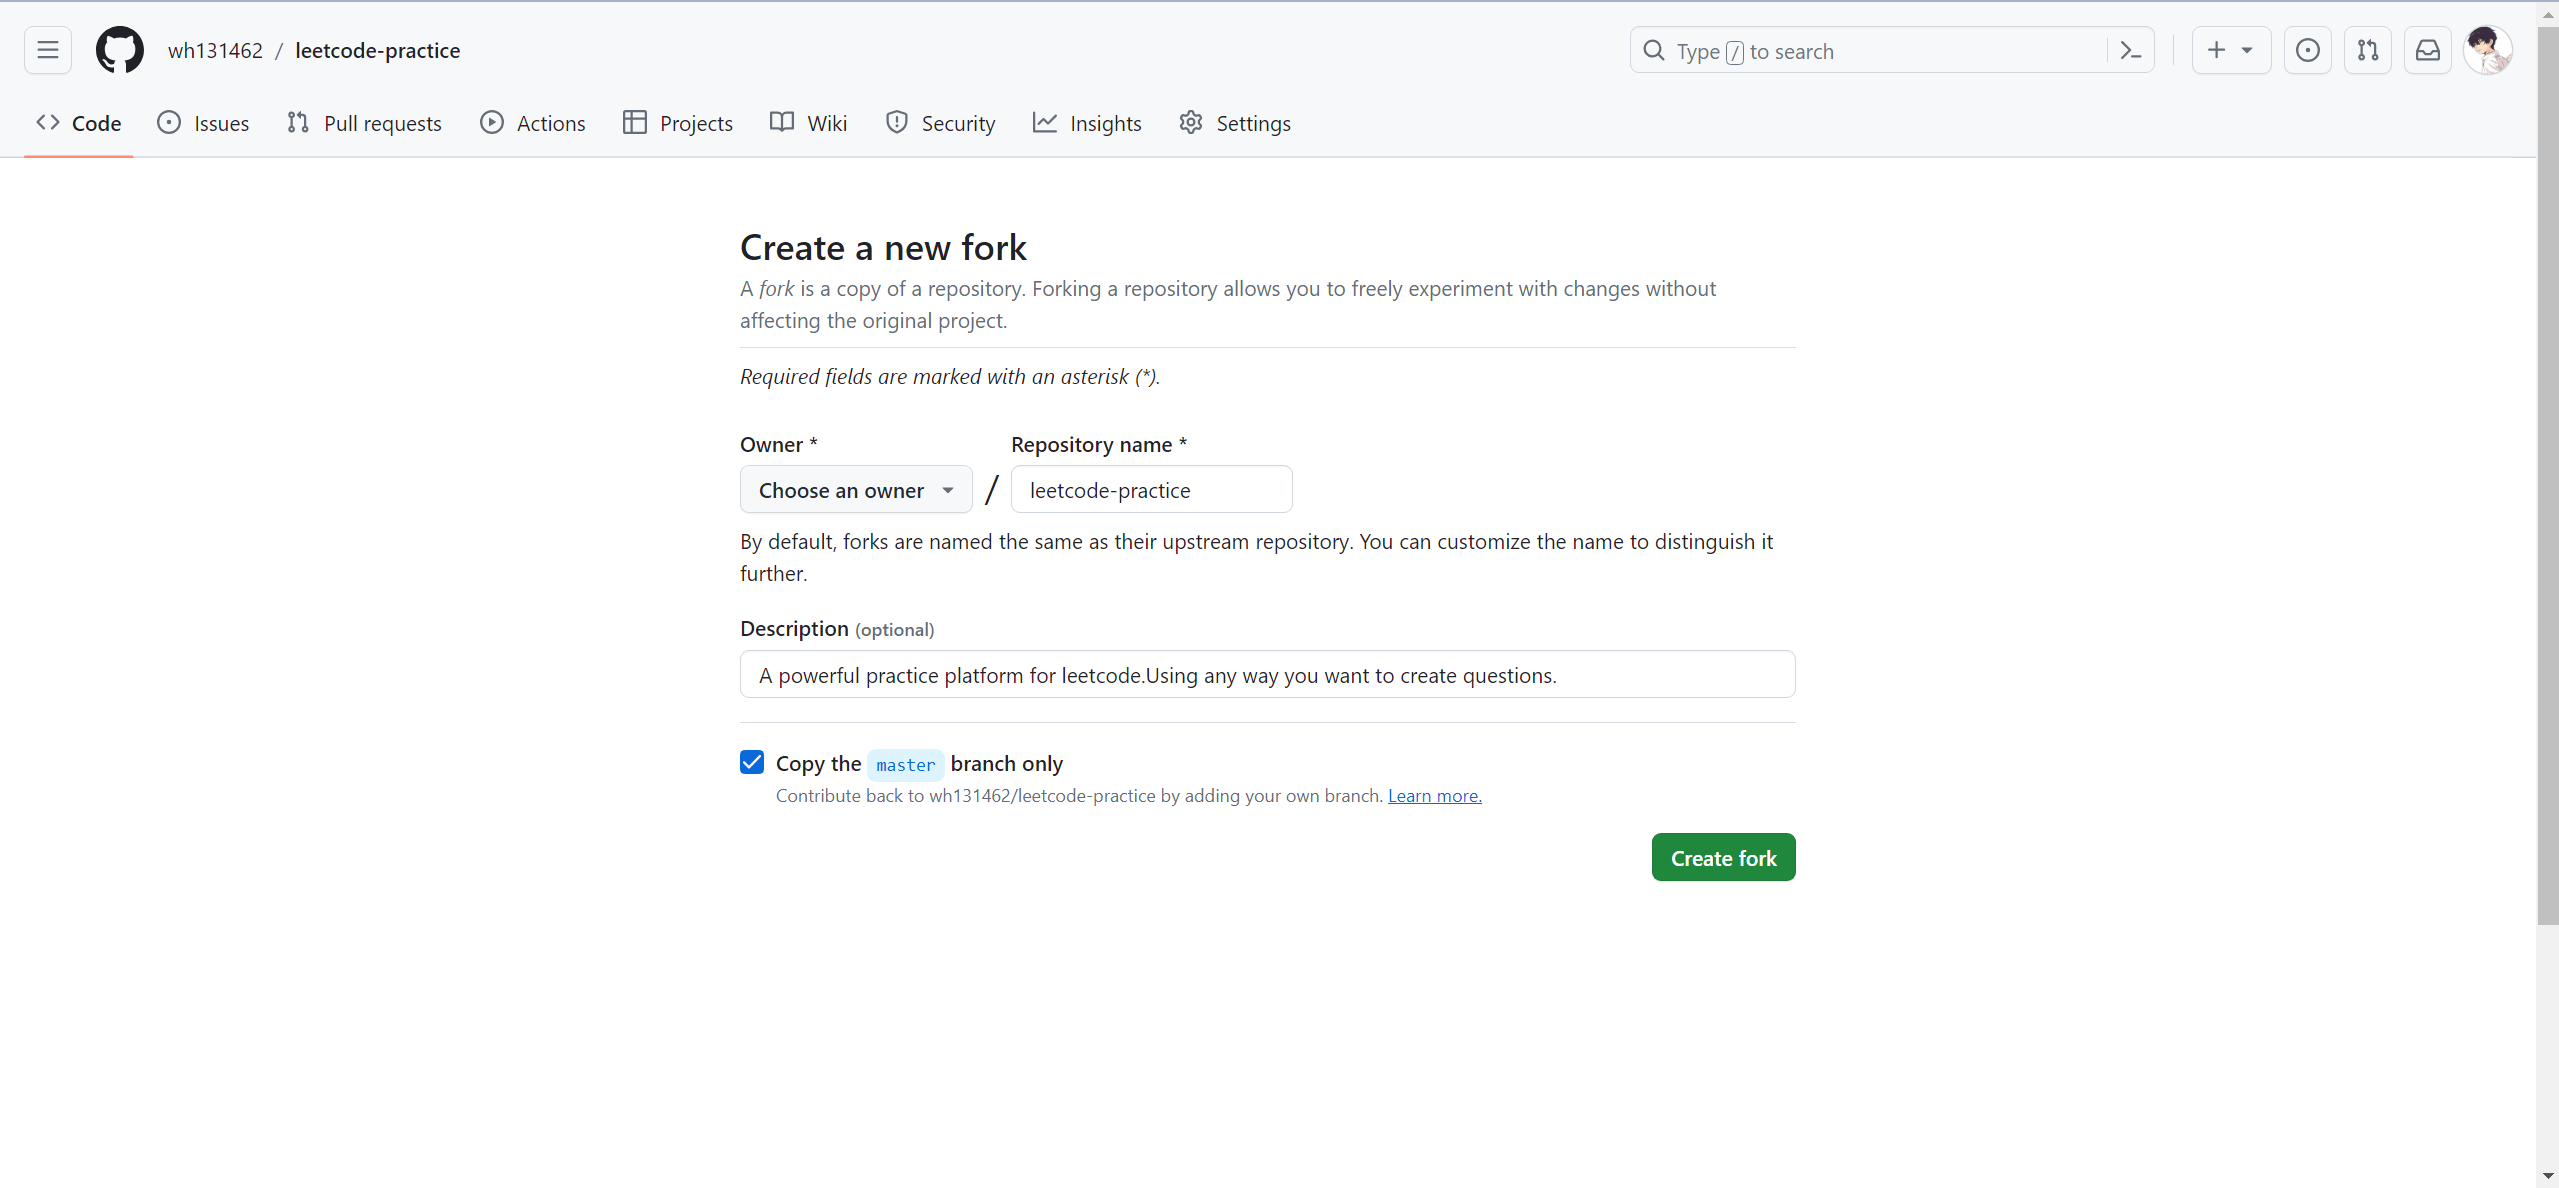 wh131462 / leetcode-practice
Type / to search
Code Issues Pull requests Actions Projects Wiki Security Insights Settings
Create a new fork
A fork is a copy of a repository. Forking a repository allows you to freely experiment with changes without
affecting the original project.
Required fields are marked with an asterisk (*).
Owner * Repository name *
Choose an owner / leetcode-practice
By default, forks are named the same as their upstream repository. You can customize the name to distinguish it
further.
Description (optional)
A powerful practice platform for leetcode.Using any way you want to create questions.
Copy the master branch only
Contribute back to wh131462/leetcode-practice by adding your own branch. Learn more.
Create fork